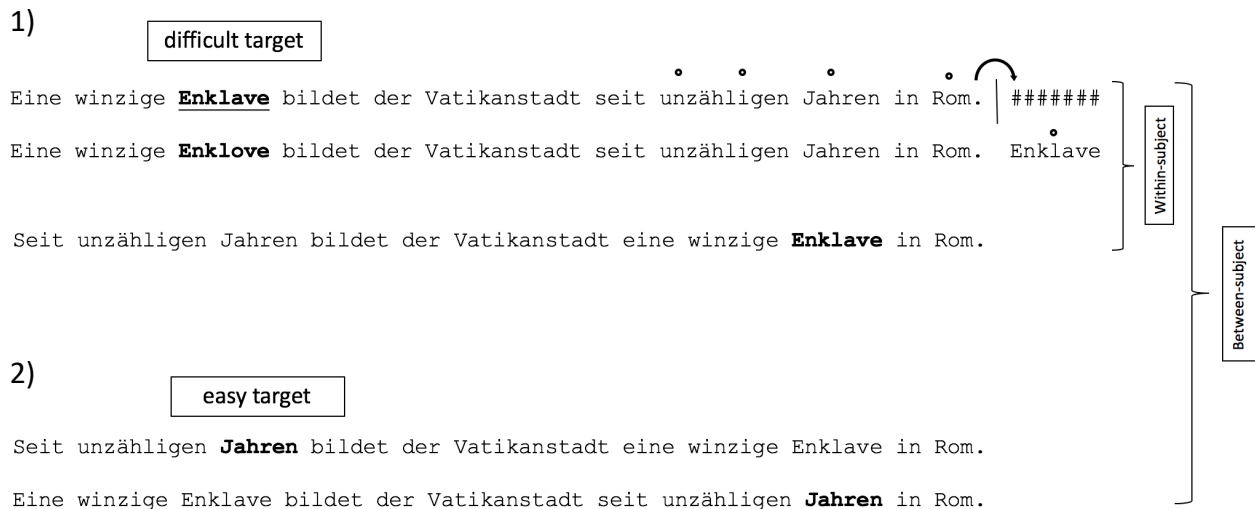 1)
difficult target
Eine winzige Enklave bildet der Vatikanstadt seit unzähligen Jahren in Rom. #######
Eine winzige Enklove bildet der Vatikanstadt seit unzähligen Jahren in Rom. Enklave
Within-subject
Seit unzähligen Jahren bildet der Vatikanstadt eine winzige Enklave in Rom.
Between-subject
2)
easy target
Seit unzähligen Jahren bildet der Vatikanstadt eine winzige Enklave in Rom.
Eine winzige Enklave bildet der Vatikanstadt seit unzähligen Jahren in Rom.